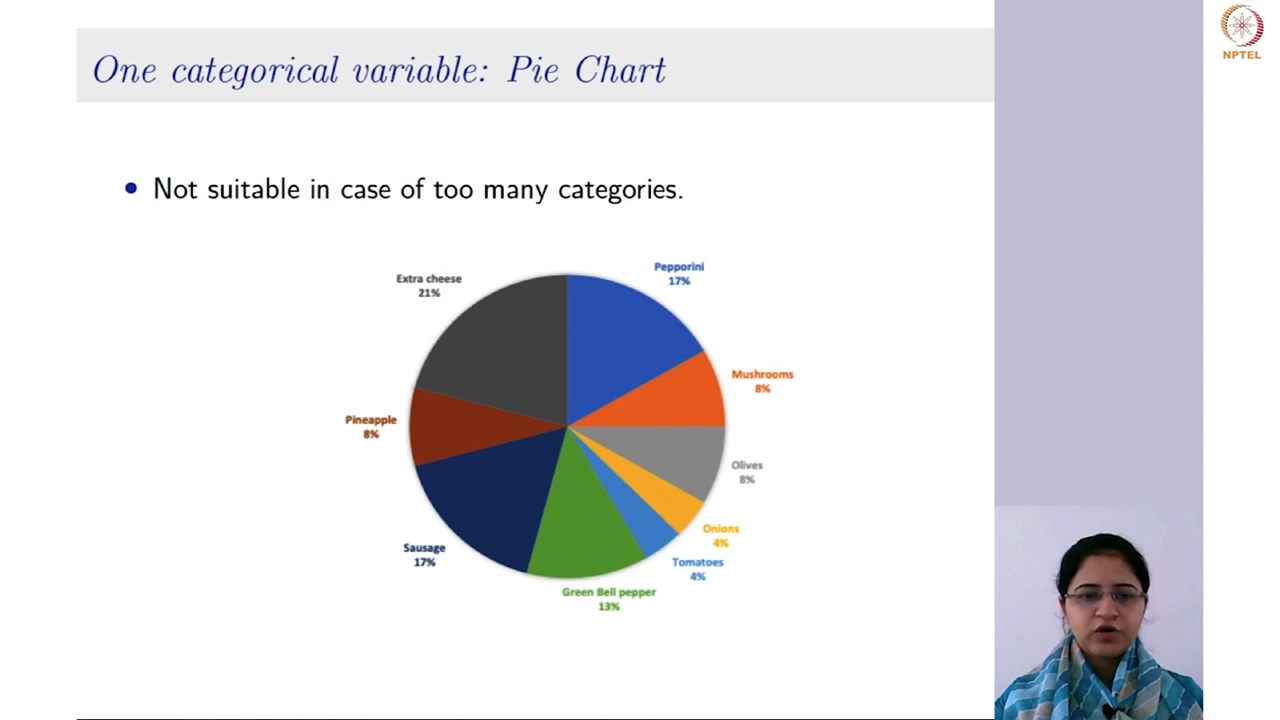 NPTEL
One categorical variable: Pie Chart
Not suitable in case of too many categories.
Extra cheese
21%
Pepporini
17%
Mushrooms
8%
Pineapple
8%
Olives
8%
Onions
4%
Sausage
17%
Tomatoes
4%
Green Bell pepper
13%